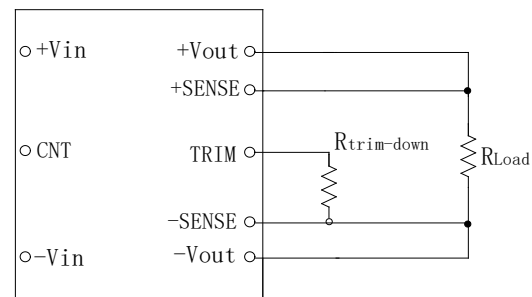 +Vin
+Vout
+SENSE
CNT
TRIM
Rtrim-down
RLoad
-SENSE
-Vin
-Vout